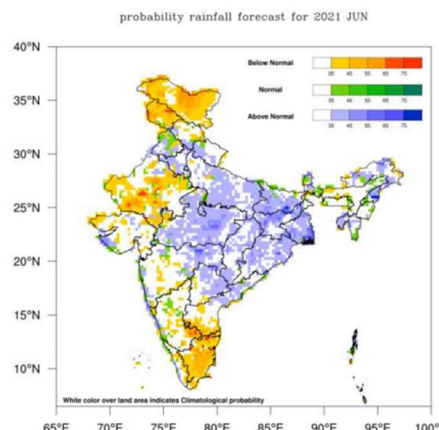 probability rainfall forecast for 2021 JUN
40°N
35°N
30°N
25°N
20°N
15°N
10°N
Below Normal
35 45 55 65 75
Normal
35 45 55 65 75
Above Normal
35 45 55 65 75
White color over land area indicates Climatological probability
65°E 70°E 75°E 80°E 85°E 90°E 95°E 100°E